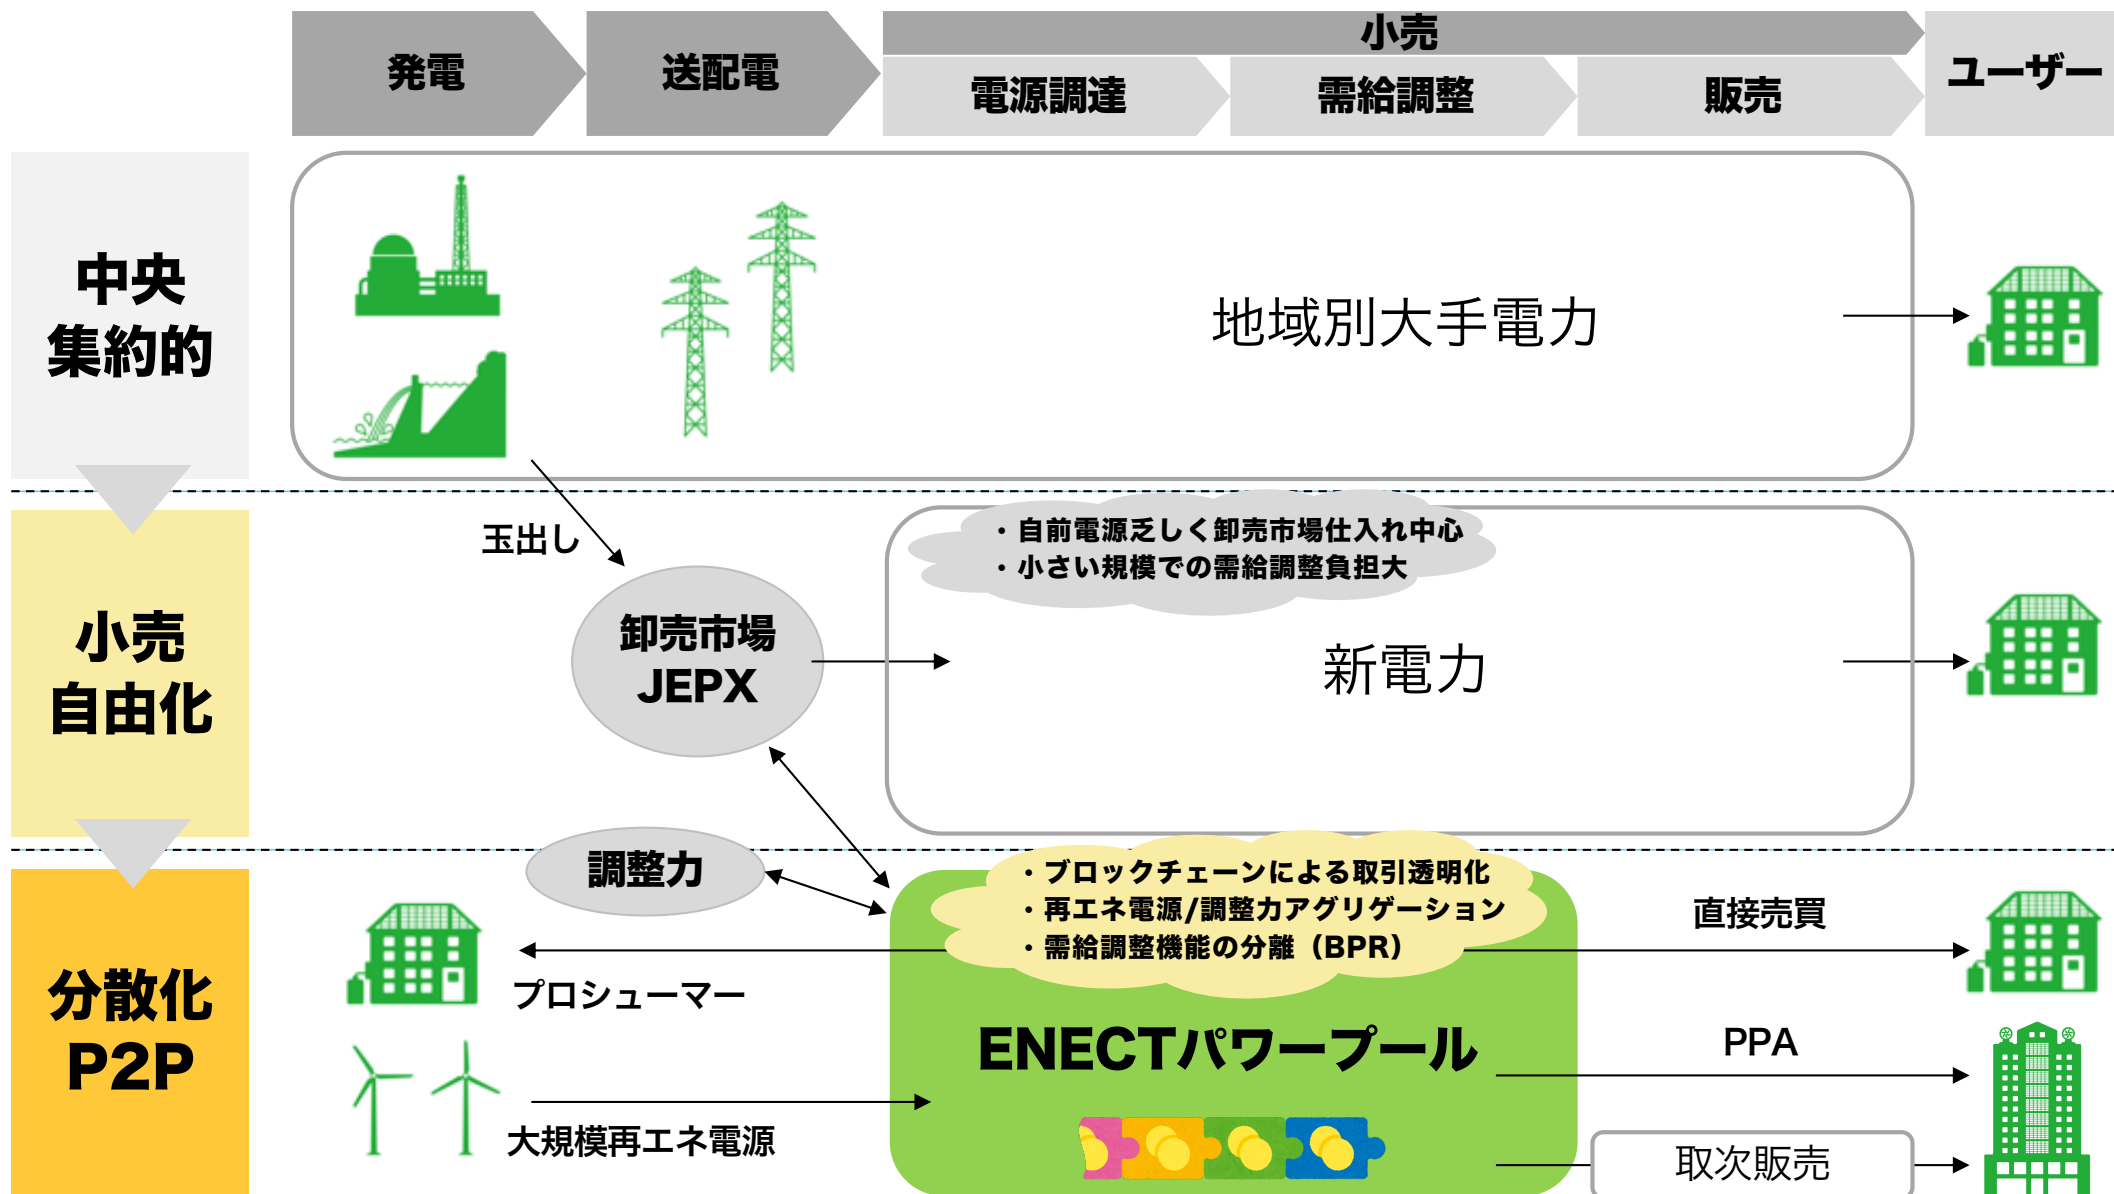 発電
送配電
小売
電源調達
需給調整
販売
ユーザー
中央
集約的
地域別大手電力
玉出し
・自前電源乏しく卸売市場仕入れ中心
・小さい規模での需給調整負担大
小売
自由化
卸売市場
JEPX
新電力
調整力
・ブロックチェーンによる取引透明化
・再エネ電源/調整力アグリゲーション
・需給調整機能の分離（BPR）
直接売買
分散化
P2P
プロシューマー
ENECTパワープール
PPA
大規模再エネ電源
取次販売